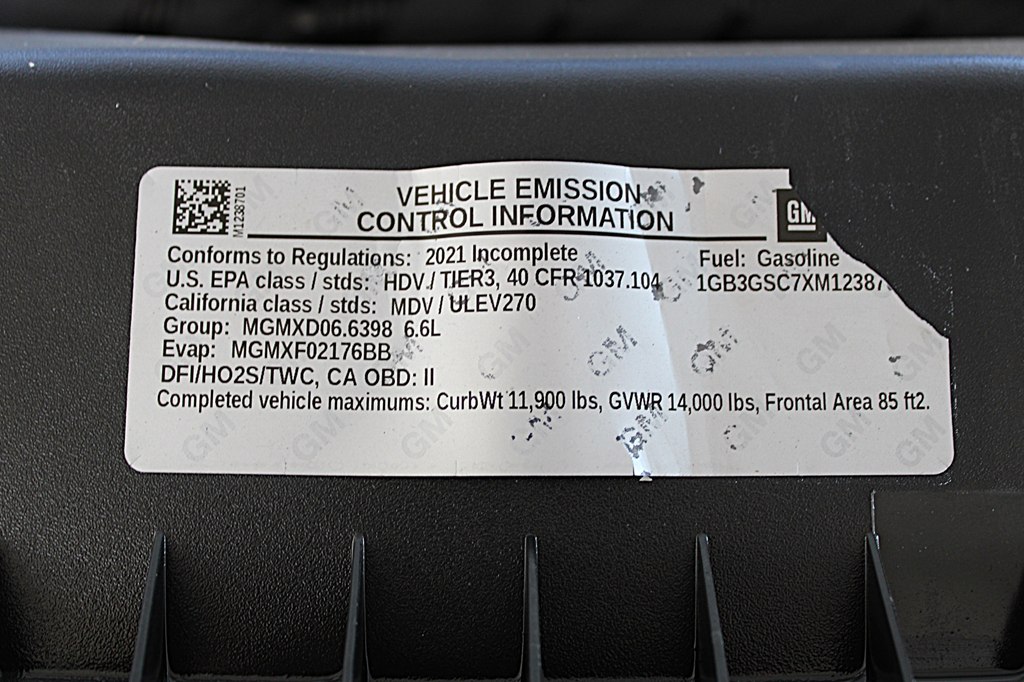 VEHICLE EMISSION
CONTROL INFORMATION
M1238701
GM
Conforms to Regulations: 2021 Incomplete
Fuel: Gasoline
U.S. EPA class / stds: HDV / TIER3, 40 CFR 1037.104
1GB3GSC7XM12387
California class / stds: MDV / ULEV270
Group: MGMXD06.6398 6.6L
Evap: MGMXF02176BB
DFI/HO2S/TWC, CA OBD: II
Completed vehicle maximums: CurbWt 11,900 lbs, GVWR 14,000 lbs, Frontal Area 85 ft2.